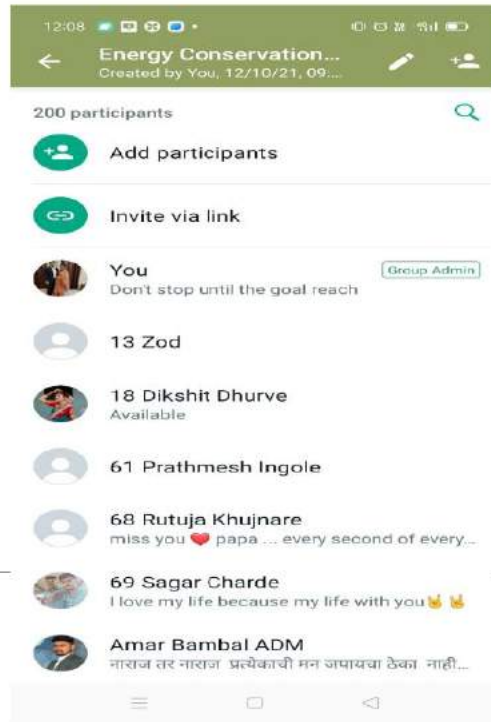 12:08
Energy Conservation...
Created by You, 12/10/21, 09:...
200 participants
Add participants
Invite via link
You
Group Admin
Don't stop until the goal reach
13 Zod
18 Dikshit Dhurve
Available
61 Prathmesh Ingole
68 Rutuja Khujnare
miss you ❤️ papa ... every second of every...
69 Sagar Charde
I love my life because my life with you🤘🤘
Amar Bambal ADM
नाराज तर नाराज प्रत्येकाची मन जपायचा ठेका नाही...